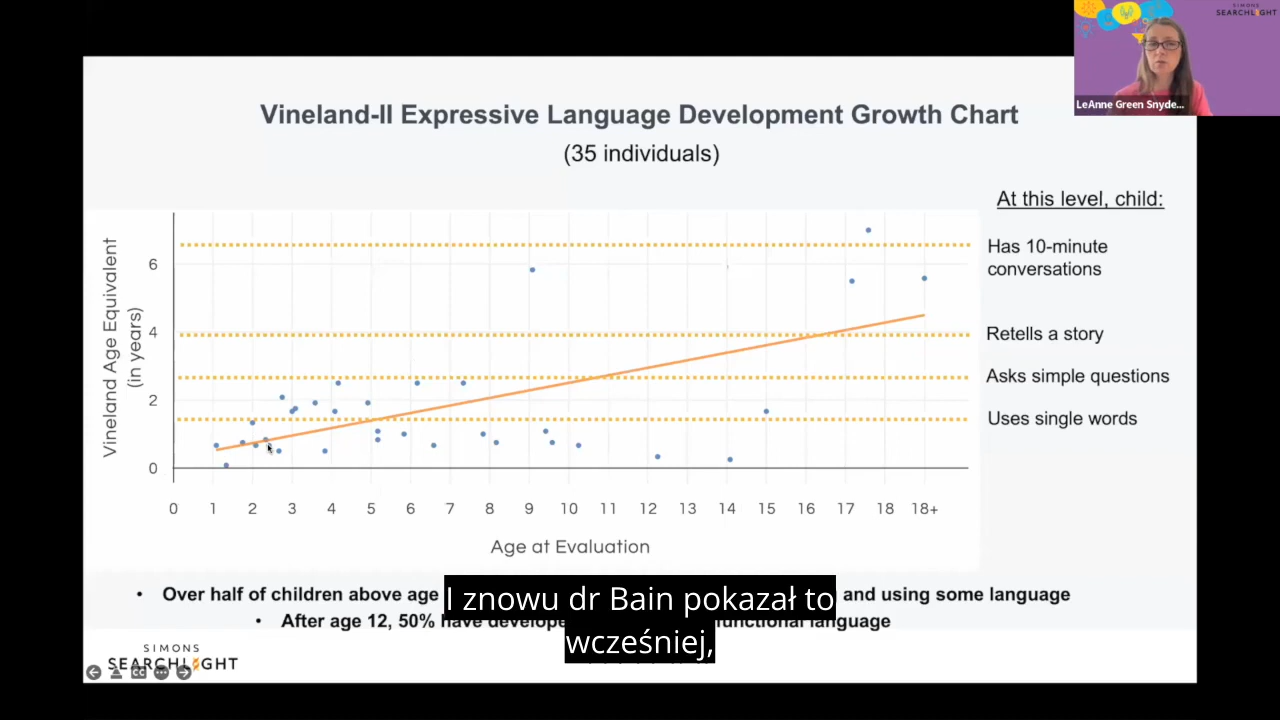 SIMONS
SEARCHLIGHT
LeAnne Green Snyde...
Vineland-II Expressive Language Development Growth Chart
(35 individuals)
At this level, child:
Has 10-minute
conversations
Retells a story
Asks simple questions
Uses single words
Vineland Age Equivalent
(in years)
6
4
2
0
0 1 2 3 4 5 6 7 8 9 10 11 12 13 14 15 16 17 18 18+
Age at Evaluation
• Over half of children above age and using some language
• After age 12, 50% have develope functional language
I znowu dr Bain pokazał to
wcześniej,
SIMONS
SEARCHLIGHT
CC